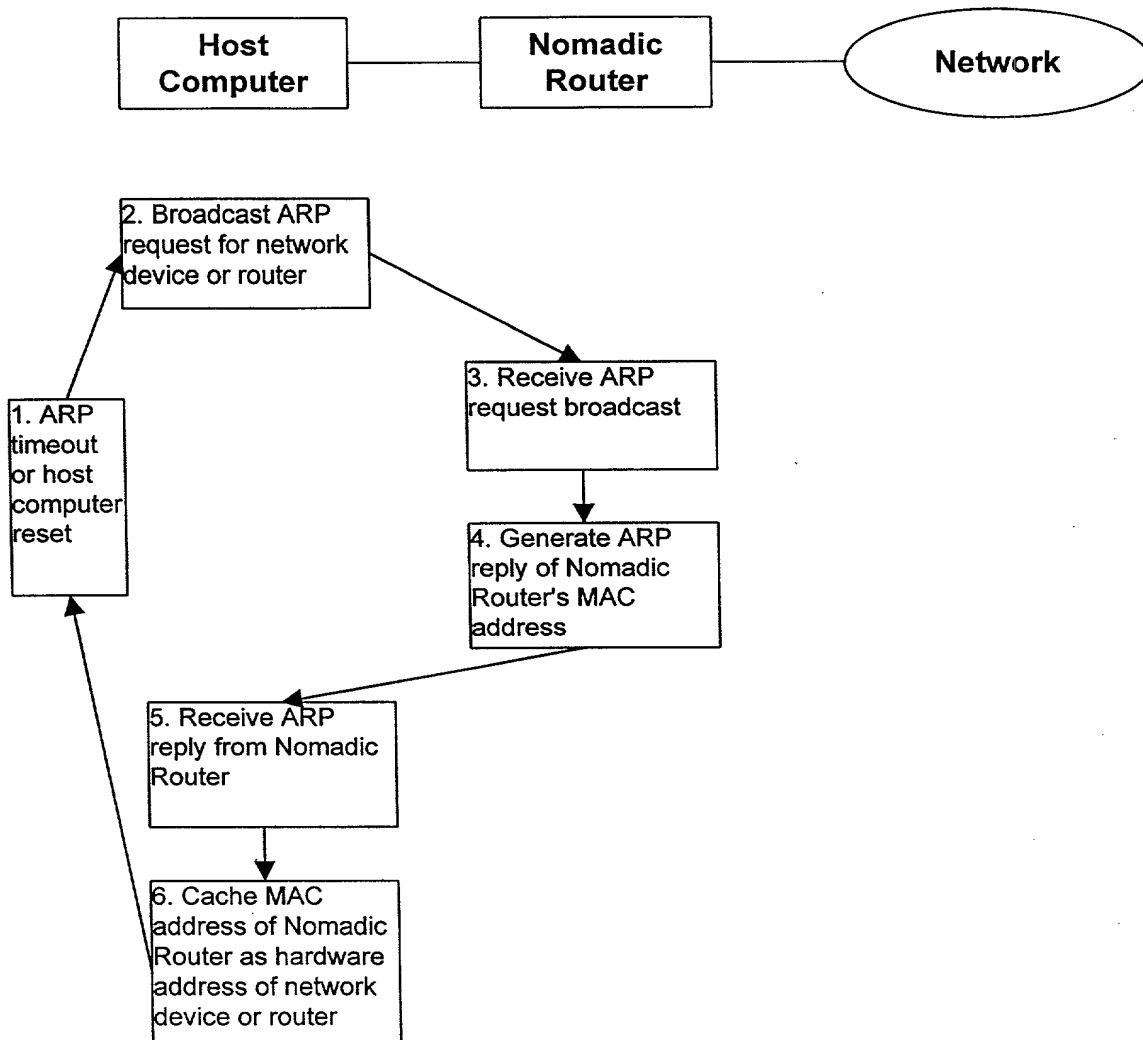 Host
Computer
Nomadic
Router
Network
2. Broadcast ARP
request for network
device or router
3. Receive ARP
request broadcast
1. ARP
timeout
or host
computer
reset
4. Generate ARP
reply of Nomadic
Router's MAC
address
5. Receive ARP
reply from Nomadic
Router
6. Cache MAC
address of Nomadic
Router as hardware
address of network
device or router